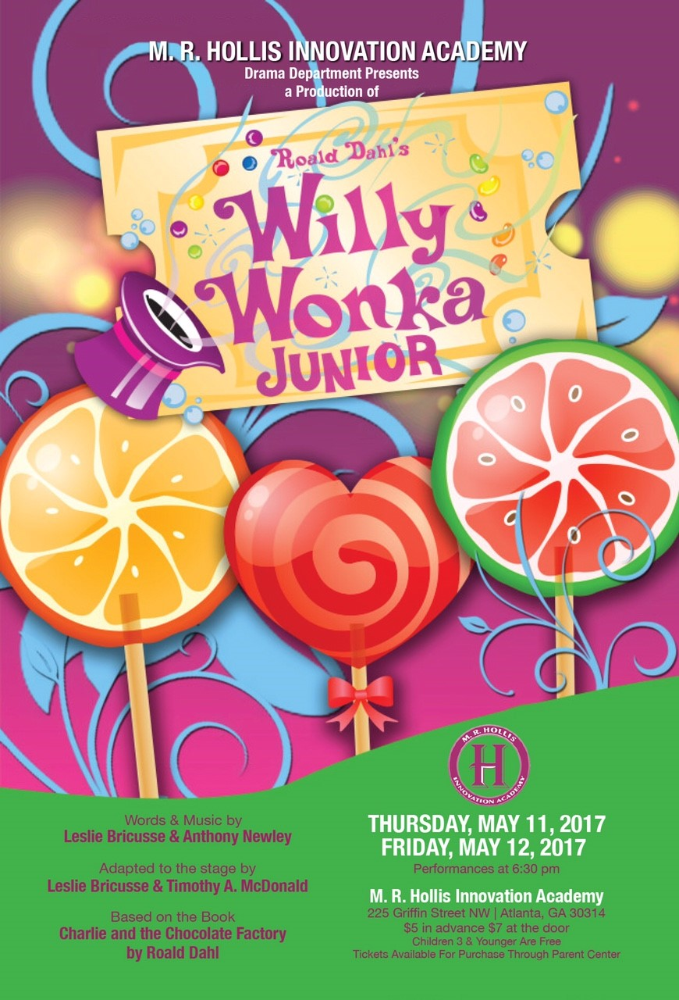 M. R. HOLLIS INNOVATION ACADEMY
Drama Department Presents
a Production of
Roald Dahl's
Willy
Wonka
JUNIOR
M. R. HOLLIS
H
INNOVATION ACADEMY
Words & Music by
Leslie Bricusse & Anthony Newley
Adapted to the stage by
Leslie Bricusse & Timothy A. McDonald
Based on the Book
Charlie and the Chocolate Factory
by Roald Dahl
THURSDAY, MAY 11, 2017
FRIDAY, MAY 12, 2017
Performances at 6:30 pm
M. R. Hollis Innovation Academy
225 Griffin Street NW | Atlanta, GA 30314
$5 in advance $7 at the door
Children 3 & Younger Are Free
Tickets Available For Purchase Through Parent Center